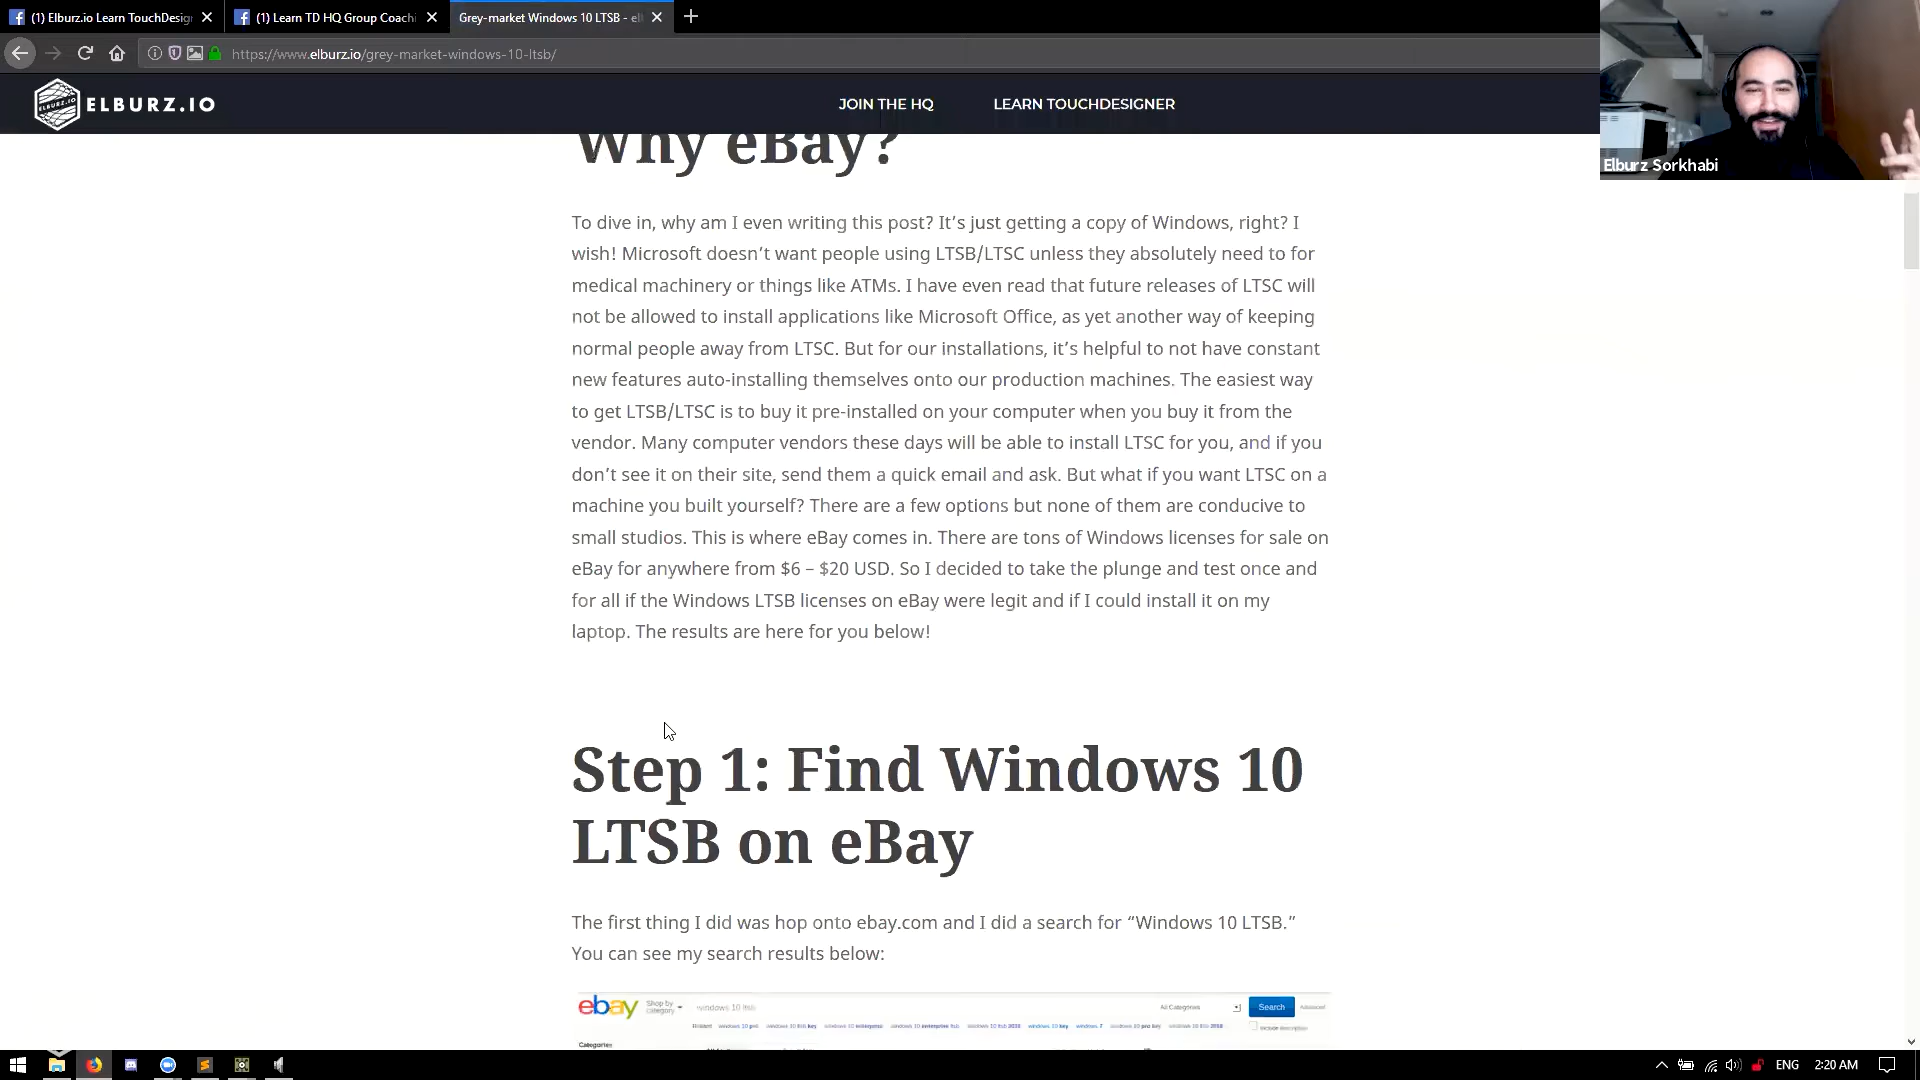 (1) Elburz.io Learn TouchDesig
(1) Learn TD HQ Group Coachi
Grey-market Windows 10 LTSB - el
https://www.elburz.io/grey-market-windows-10-ltsb/
ELBURZ.IO
JOIN THE HQ
LEARN TOUCHDESIGNER
Elburz Sorkhabi
Why eBay?
To dive in, why am I even writing this post? It’s just getting a copy of Windows, right? I
wish! Microsoft doesn’t want people using LTSB/LTSC unless they absolutely need to for
medical machinery or things like ATMs. I have even read that future releases of LTSC will
not be allowed to install applications like Microsoft Office, as yet another way of keeping
normal people away from LTSC. But for our installations, it’s helpful to not have constant
new features auto-installing themselves onto our production machines. The easiest way
to get LTSB/LTSC is to buy it pre-installed on your computer when you buy it from the
vendor. Many computer vendors these days will be able to install LTSC for you, and if you
don’t see it on their site, send them a quick email and ask. But what if you want LTSC on a
machine you built yourself? There are a few options but none of them are conducive to
small studios. This is where eBay comes in. There are tons of Windows licenses for sale on
eBay for anywhere from $6 – $20 USD. So I decided to take the plunge and test once and
for all if the Windows LTSB licenses on eBay were legit and if I could install it on my
laptop. The results are here for you below!
Step 1: Find Windows 10
LTSB on eBay
The first thing I did was hop onto ebay.com and I did a search for “Windows 10 LTSB.”
You can see my search results below:
ebay
Shop by
category
windows 10 ltsb
All Categories
Search
Advanced
Include description
Categories
ENG
2:20 AM